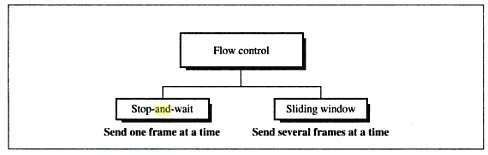 Flow control
Stop-and-wait
Sliding window
Send one frame at a time
Send several frames at a time